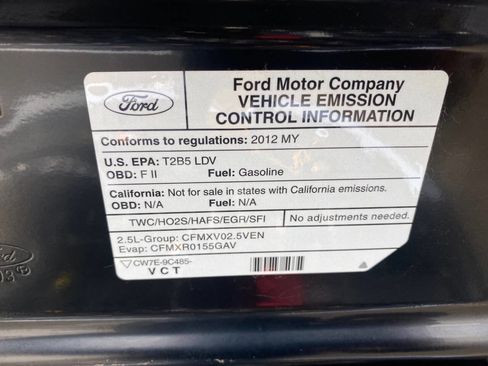 Ford
Ford Motor Company
VEHICLE EMISSION
CONTROL INFORMATION
Conforms to regulations: 2012 MY
U.S. EPA: T2B5 LDV
OBD: F II Fuel: Gasoline
California: Not for sale in states with California emissions.
OBD: N/A Fuel: N/A
TWC/HO2S/HAFS/EGR/SFI No adjustments needed.
2.5L-Group: CFMXV02.5VEN
Evap: CFMXR0155GAV
CW7E-9C485-
VCT
Ford